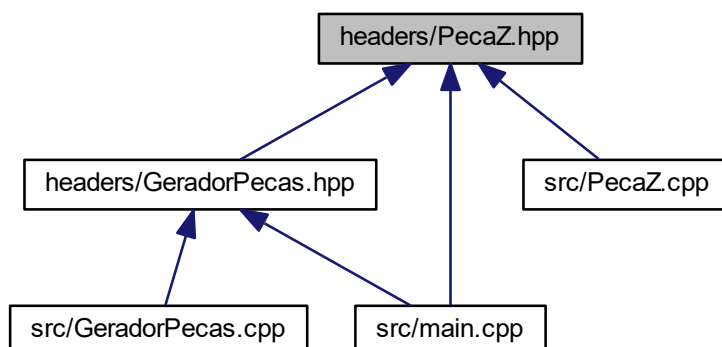 headers/PecaZ.hpp
headers/GeradorPecas.hpp
src/PecaZ.cpp
src/GeradorPecas.cpp
src/main.cpp